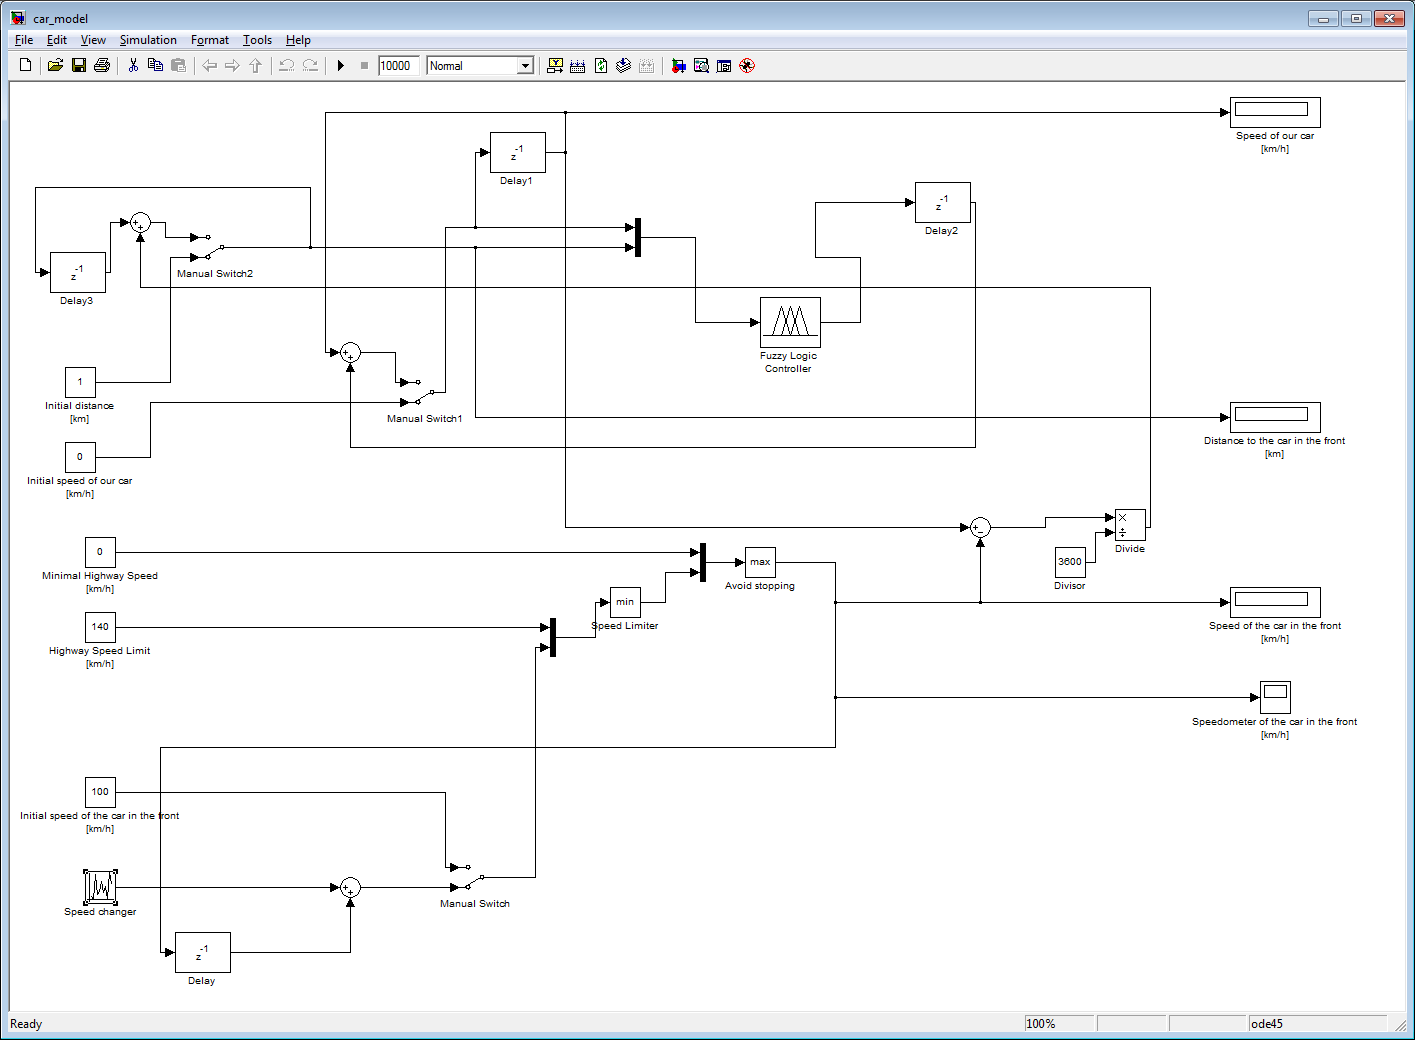 car_model
File Edit View Simulation Format Tools Help
10000 Normal
Speed of our car
[km/h]
z-1
Delay1
z-1
Delay2
z-1
Delay3
Manual Switch2
Fuzzy Logic
Controller
1
Initial distance
[km]
Manual Switch1
Distance to the car in the front
[km]
0
Initial speed of our car
[km/h]
×
÷
Divide
3600
Divisor
0
Minimal Highway Speed
[km/h]
max
Avoid stopping
min
Speed Limiter
Speed of the car in the front
[km/h]
140
Highway Speed Limit
[km/h]
Speedometer of the car in the front
[km/h]
100
Initial speed of the car in the front
[km/h]
Speed changer
Manual Switch
z-1
Delay
Ready 100% ode45